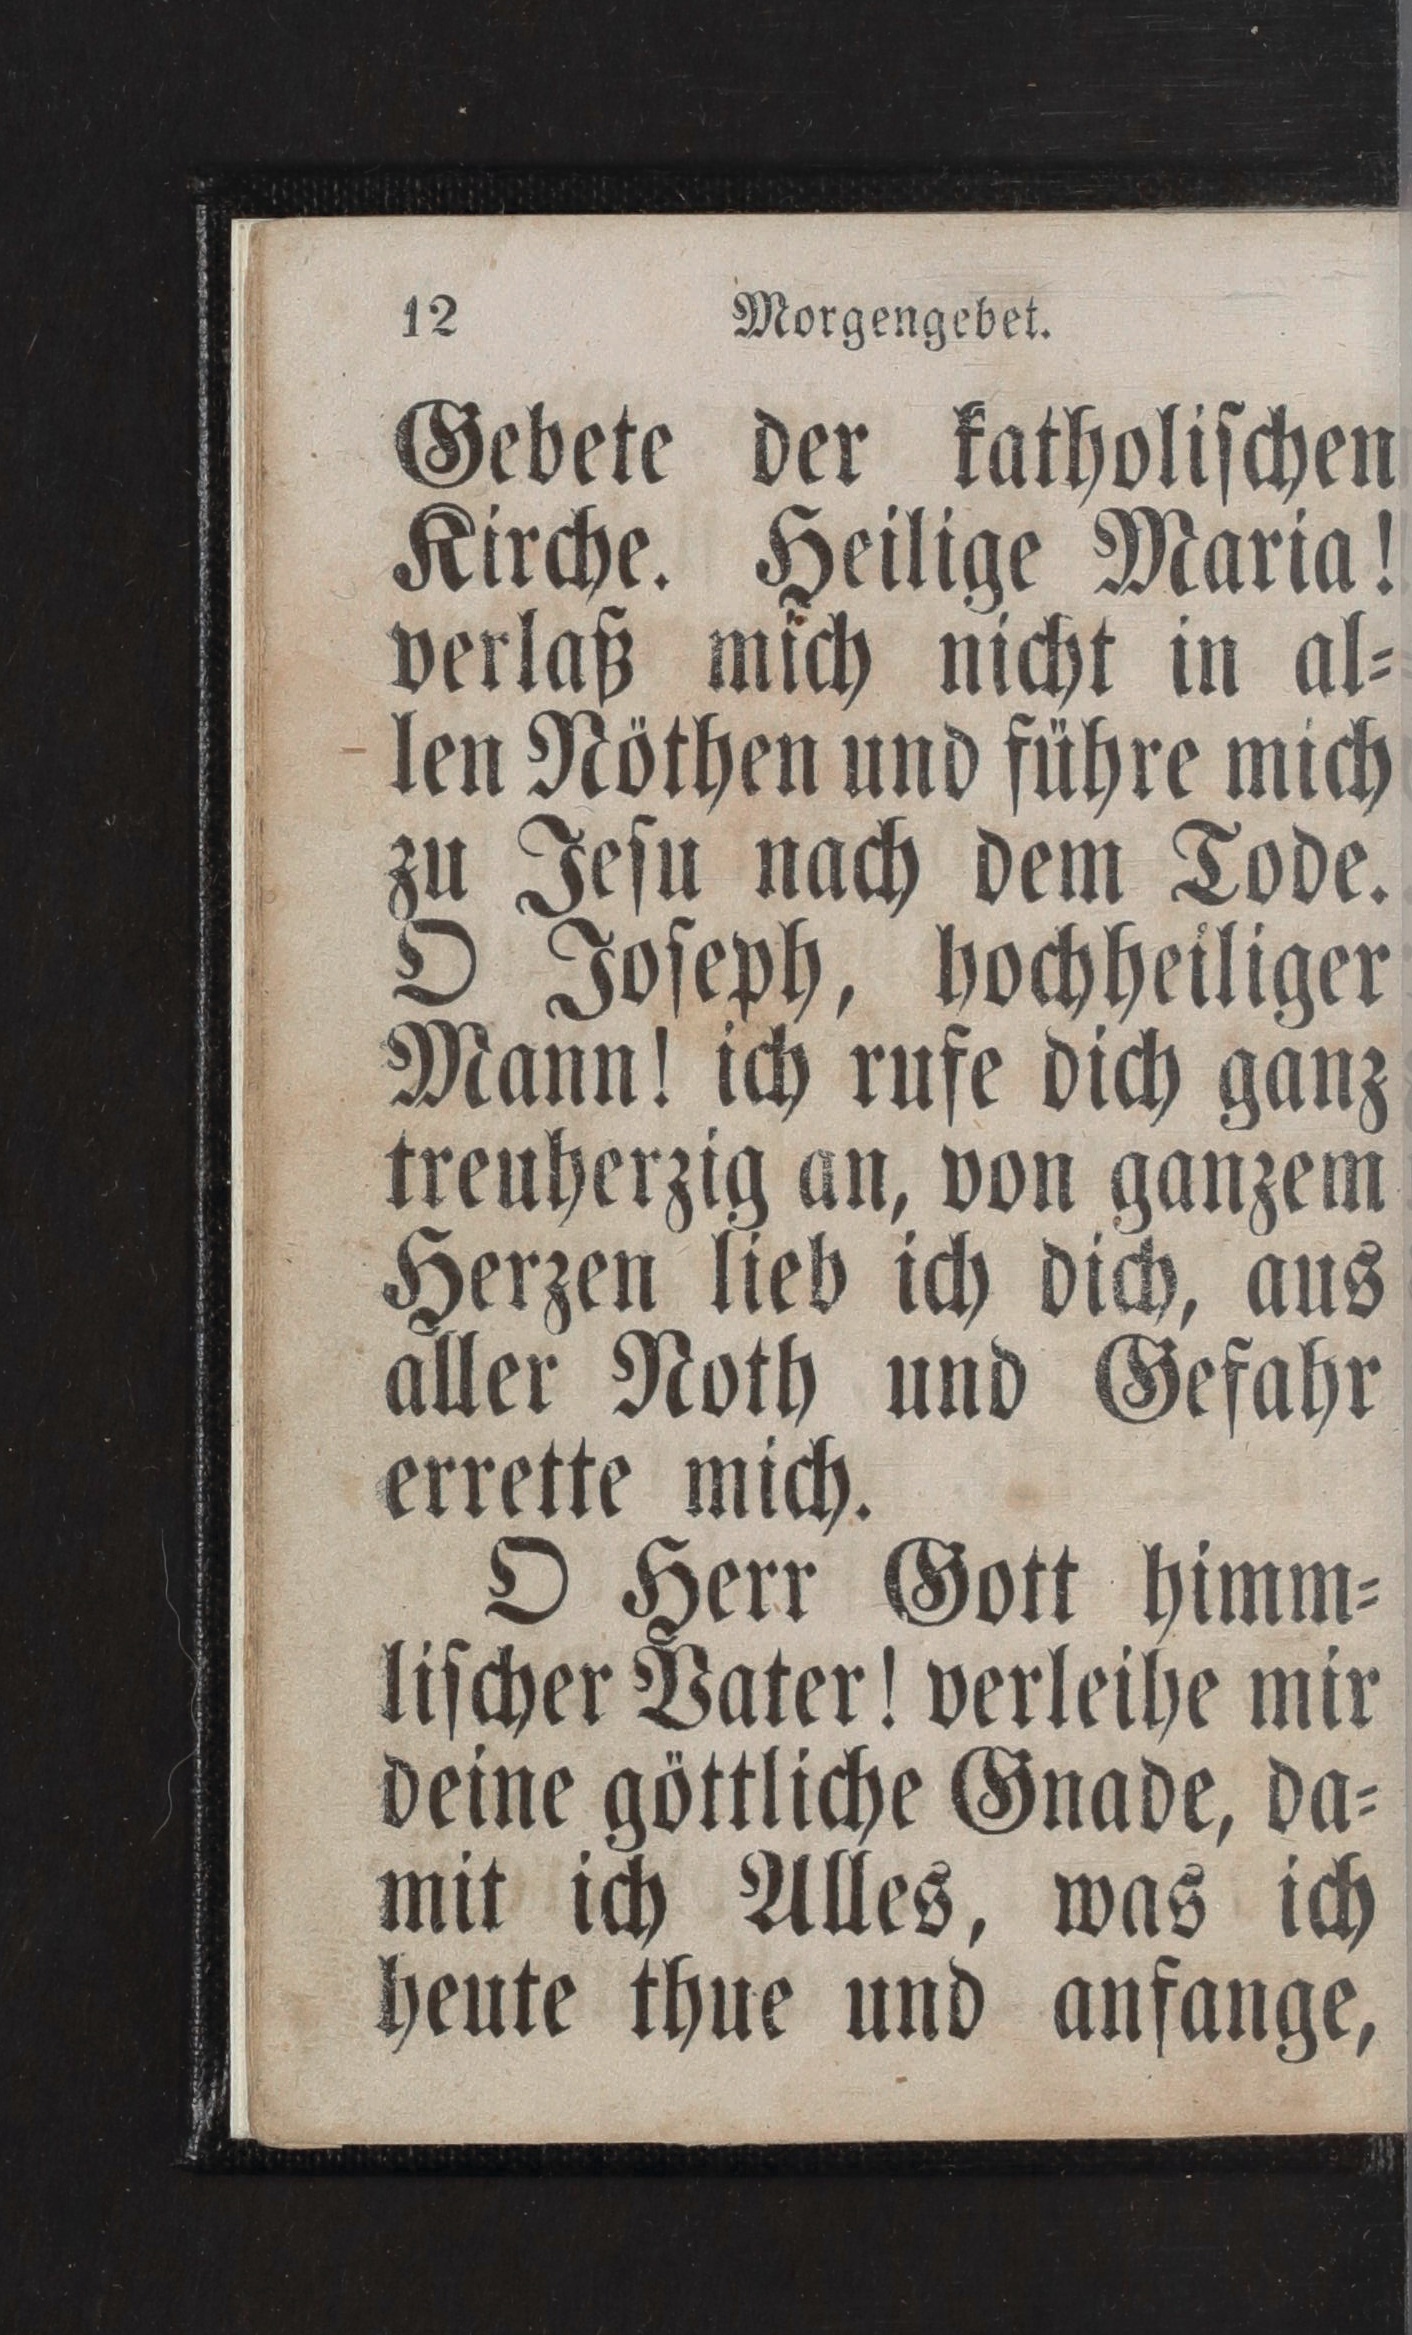 12 Morgengebet.
Gebete der katholiſchen
Kirche. Heilige Maria!
verlaß mich nicht in al⸗
len Nöthen und führe mich
zu Jeſu nach dem Tode.
O Joſeph, hochheiliger
Mann! ich rufe dich ganz
treuherzig an, von ganzem
Herzen lieb ich dich, aus
aller Noth und Gefahr
errette mich.
O Herr Gott himm⸗
liſcher Vater! verleihe mir
deine göttliche Gnade, da⸗
mit ich Alles, was ich
heute thue und anfange,